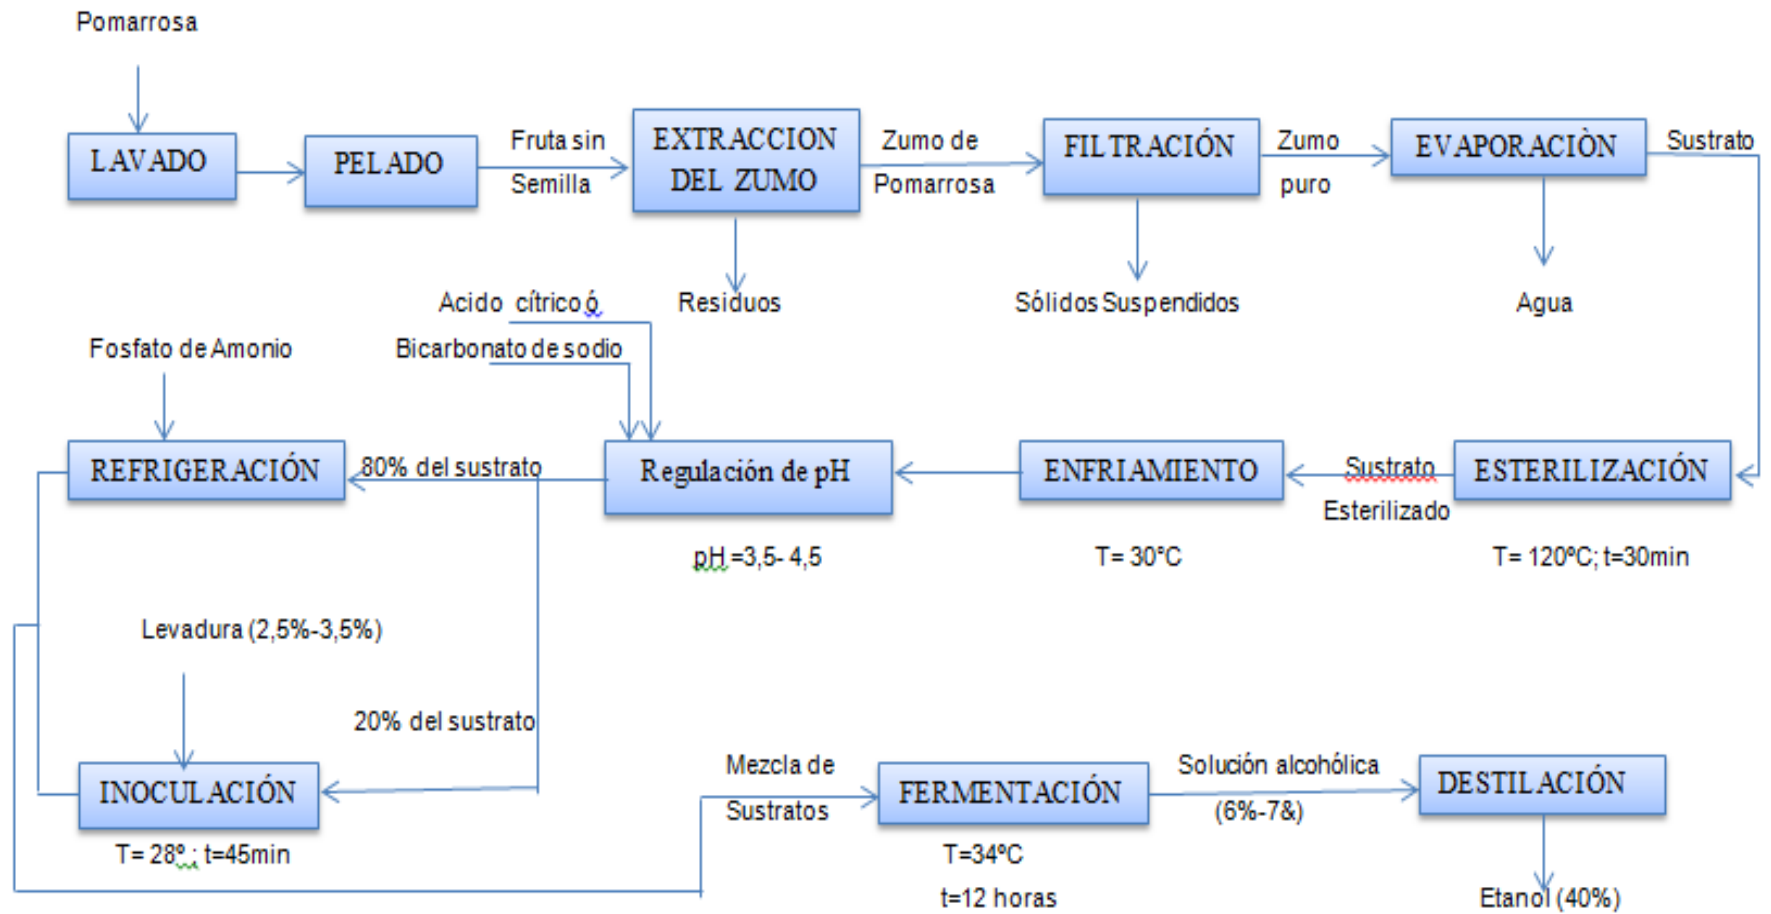 Pomarrosa
LAVADO
PELADO
Fruta sin
Semilla
EXTRACCION
DEL ZUMO
Zumo de
Pomarrosa
FILTRACIÓN
Zumo
puro
EVAPORACIÒN
Sustrato
Residuos
Sólidos Suspendidos
Agua
Acido cítrico ó
Bicarbonato de sodio
Fosfato de Amonio
REFRIGERACIÓN
80% del sustrato
Regulación de pH
ENFRIAMIENTO
Sustrato
Esterilizado
ESTERILIZACIÓN
pH =3,5- 4,5
T= 30°C
T= 120ºC; t=30min
Levadura (2,5%-3,5%)
20% del sustrato
INOCULACIÓN
T= 28º ; t=45min
Mezcla de
Sustratos
FERMENTACIÓN
Solución alcohólica
(6%-7&)
DESTILACIÓN
T=34ºC
t=12 horas
Etanol (40%)